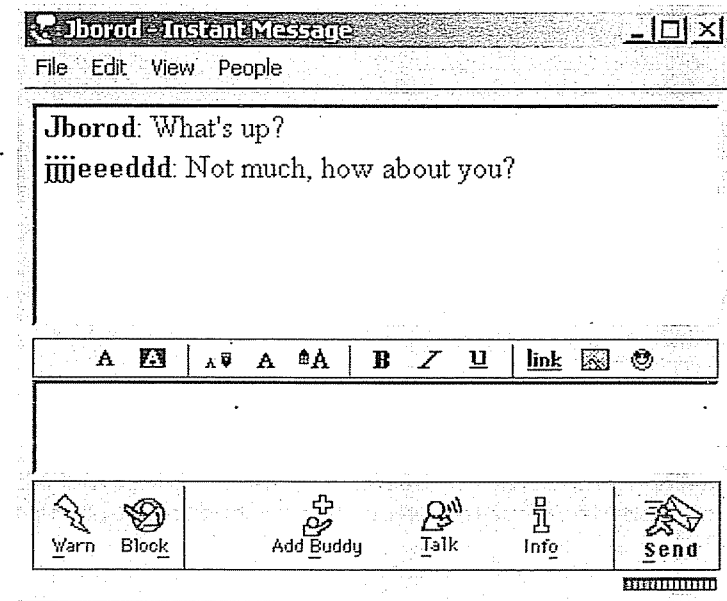 Jborod - Instant Message
File Edit View People
Jborod: What's up?
jjjjeeeddd: Not much, how about you?
A A A A A B I U link
Warn Block Add Buddy Talk Info Send